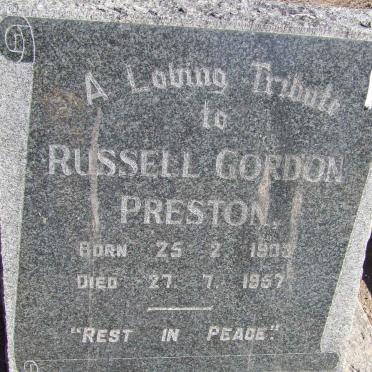 A Loving Tribute
to
RUSSELL GORDON
PRESTON.
BORN 25 2 1903
DIED 27. 7. 1957
"REST IN PEACE."